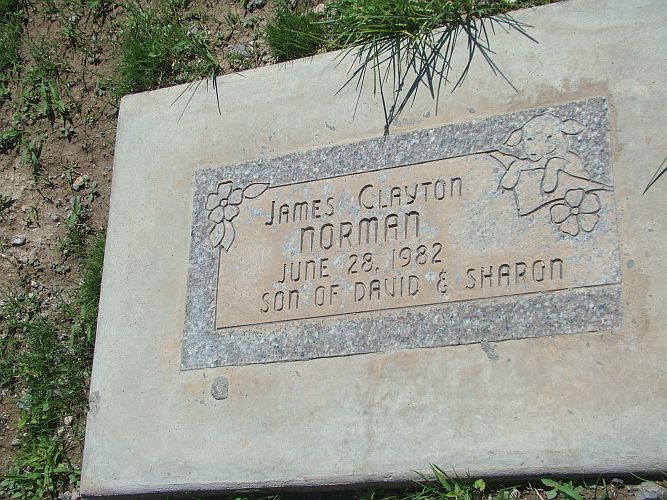 JAMES CLAYTON
NORMAN
JUNE 28, 1982
SON OF DAVID & SHARON